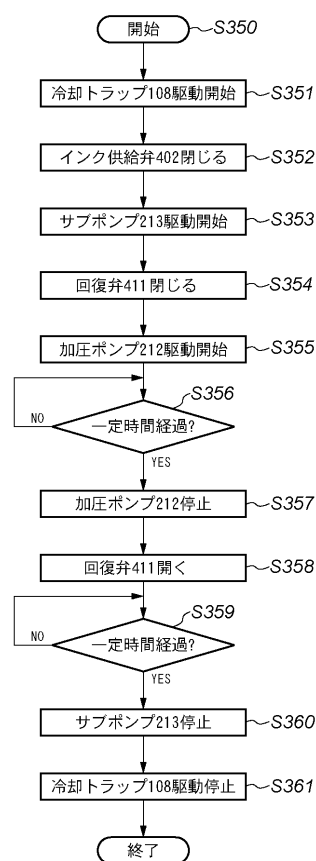 開始 S350
冷却トラップ108駆動開始 S351
インク供給弁402閉じる S352
サブポンプ213駆動開始 S353
回復弁411閉じる S354
加圧ポンプ212駆動開始 S355
S356
NO 一定時間経過?
YES
加圧ポンプ212停止 S357
回復弁411開く S358
S359
NO 一定時間経過?
YES
サブポンプ213停止 S360
冷却トラップ108駆動停止 S361
終了